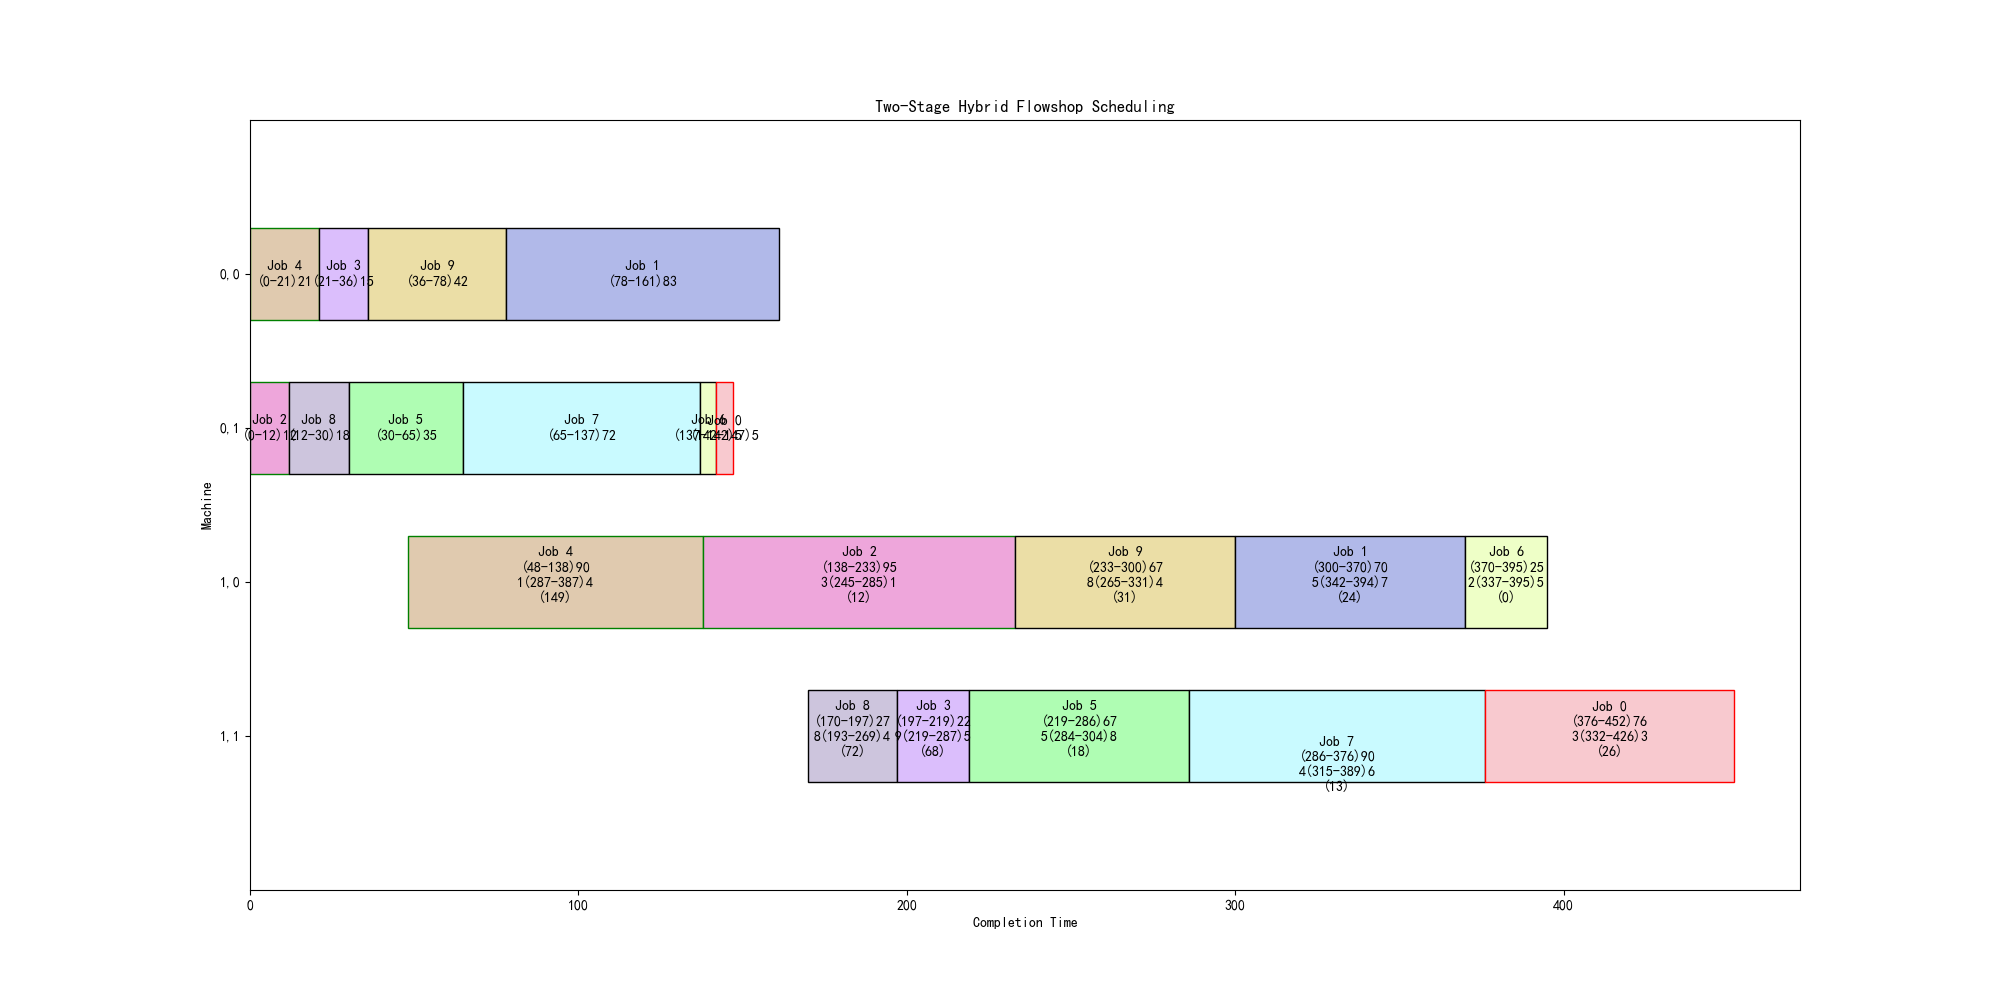 Two-Stage Hybrid Flowshop Scheduling
Machine
0,0
Job 4
(0-21)21
Job 3
(21-36)15
Job 9
(36-78)42
Job 1
(78-161)83
0,1
Job 2
(0-12)12
Job 8
(12-30)18
Job 5
(30-65)35
Job 7
(65-137)72
Job 6
(137-142)5
Job 0
(142-147)5
1,0
Job 4
(48-138)90
1(287-387)4
(149)
Job 2
(138-233)95
3(245-285)1
(12)
Job 9
(233-300)67
8(265-331)4
(31)
Job 1
(300-370)70
5(342-394)7
(24)
Job 6
(370-395)25
2(337-395)5
(0)
1,1
Job 8
(170-197)27
8(193-269)4
(72)
Job 3
(197-219)22
9(219-287)5
(68)
Job 5
(219-286)67
5(284-304)8
(18)
Job 7
(286-376)90
4(315-389)6
(13)
Job 0
(376-452)76
3(332-426)3
(26)
0
100
200
300
400
Completion Time